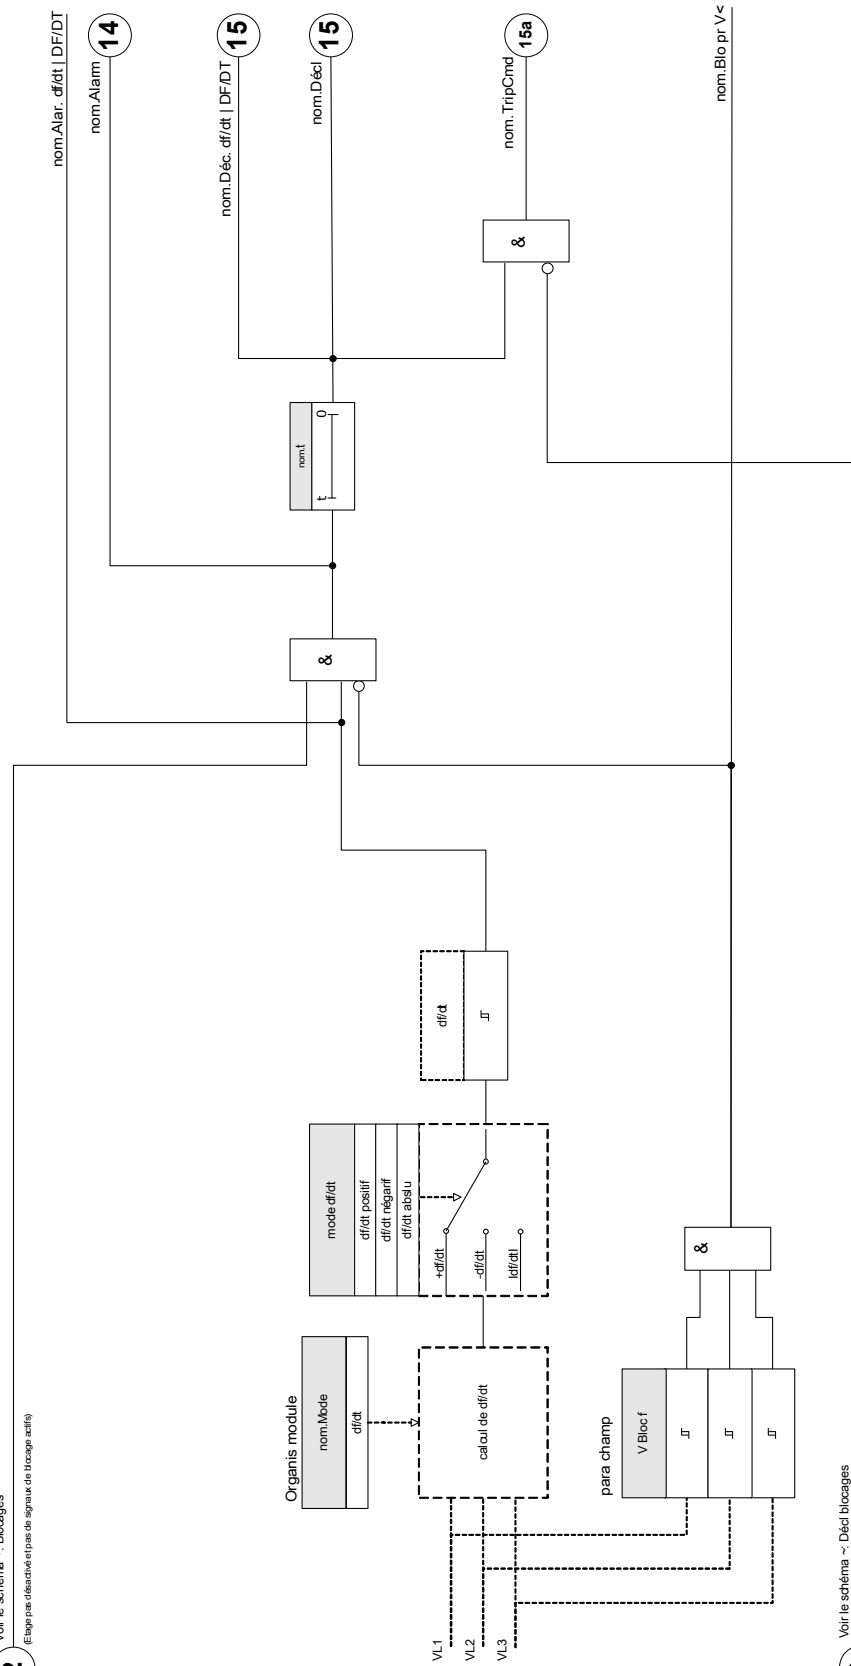 nom.Alar. df/dt | DF/DT
14
nom.Alarm
15
nom.Déc. df/dt | DF/DT
15
nom.Décl
15a
nom.TripCmd
nom.Blo pr V<
&
nom.t
t
0
&
df/dt
mode df/dt
df/dt positif
df/dt négarif
df/dt abslu
+df/dt
-df/dt
|df/dt|
Organis module
nom.Mode
df/dt
calcul de df/dt
&
para champ
V Bloc f
VL1
VL2
VL3
Voir le schéma ~: Blocages
(Etage pas désactivé et pas de signaux de blocage actifs)
2
Voir le schéma ~: Décl blocages